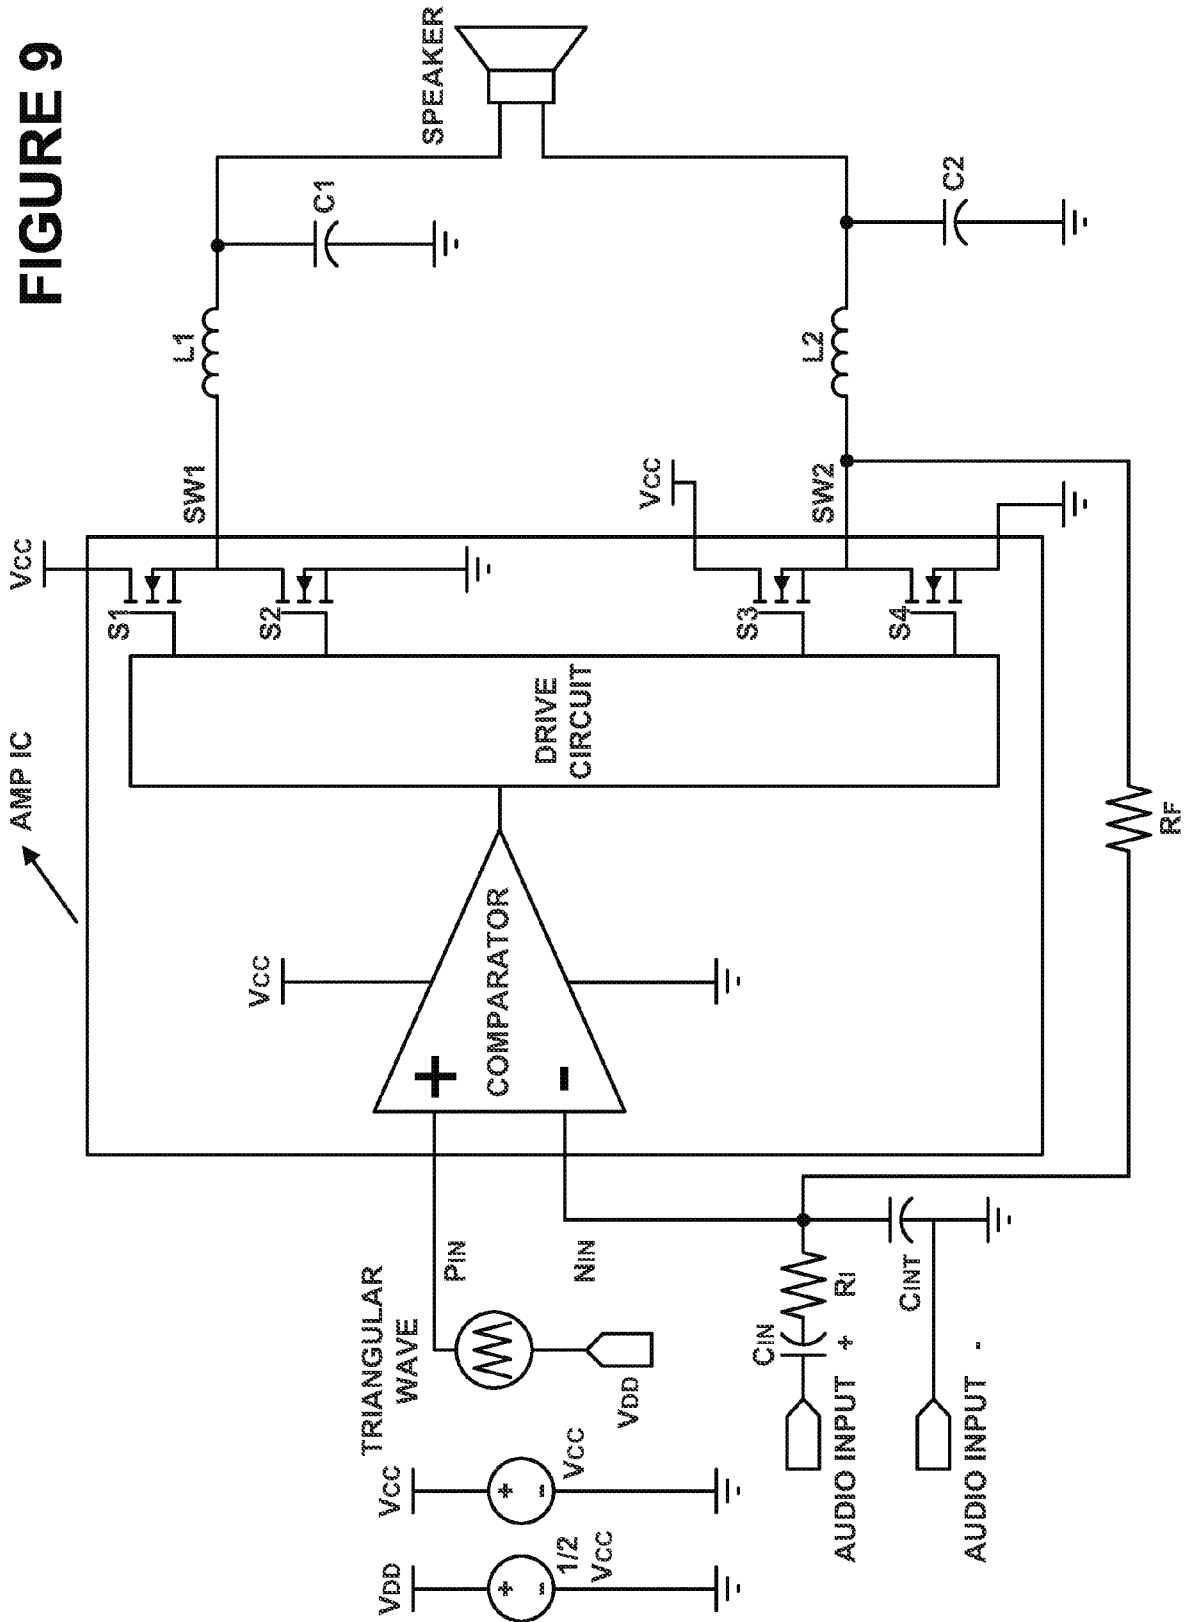 FIGURE 9
AMP IC
VCC
S1
SW1
L1
C1
SPEAKER
S2
VCC
COMPARATOR
+
-
DRIVE
CIRCUIT
VCC
S3
SW2
L2
C2
S4
TRIANGULAR
WAVE
PIN
NIN
VDD
VDD
+
-
1/2
VCC
VCC
+
-
VCC
CIN
RI
AUDIO INPUT +
CINT
AUDIO INPUT -
RF